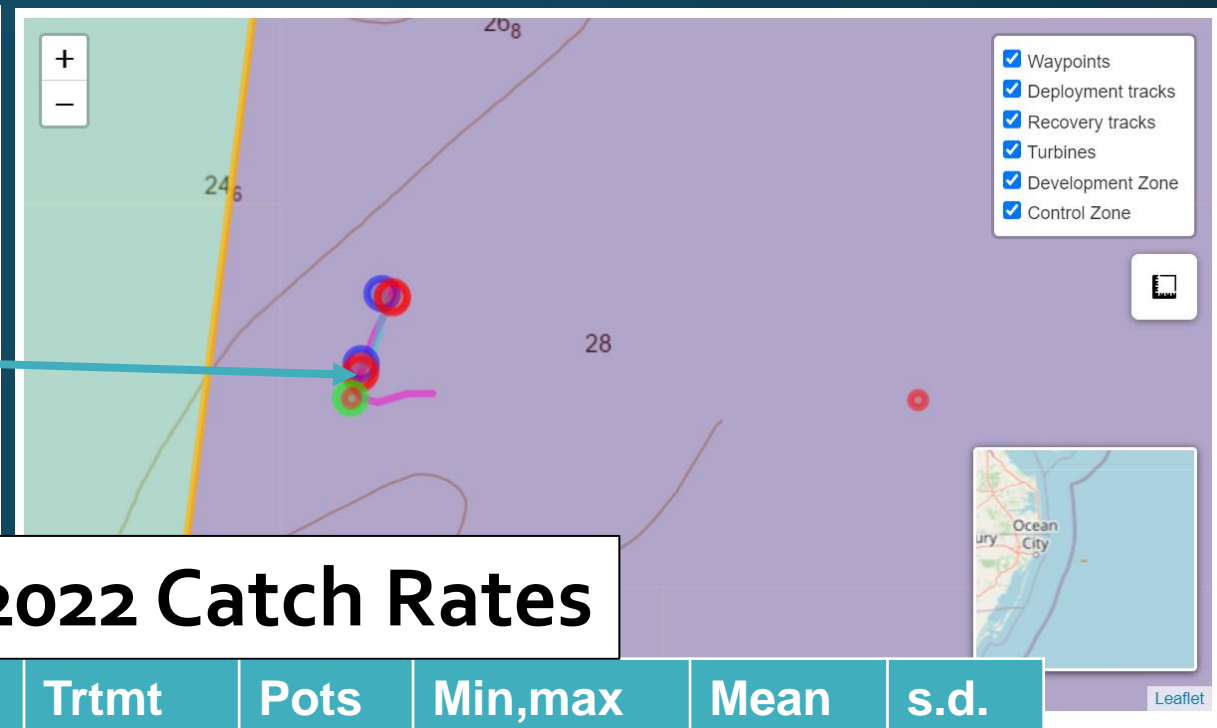 26₈
+
−
Waypoints
Deployment tracks
Recovery tracks
Turbines
Development Zone
Control Zone
24₆
28
Ocean
ury City
2022 Catch Rates
Trtmt Pots Min,max Mean s.d.
Leaflet